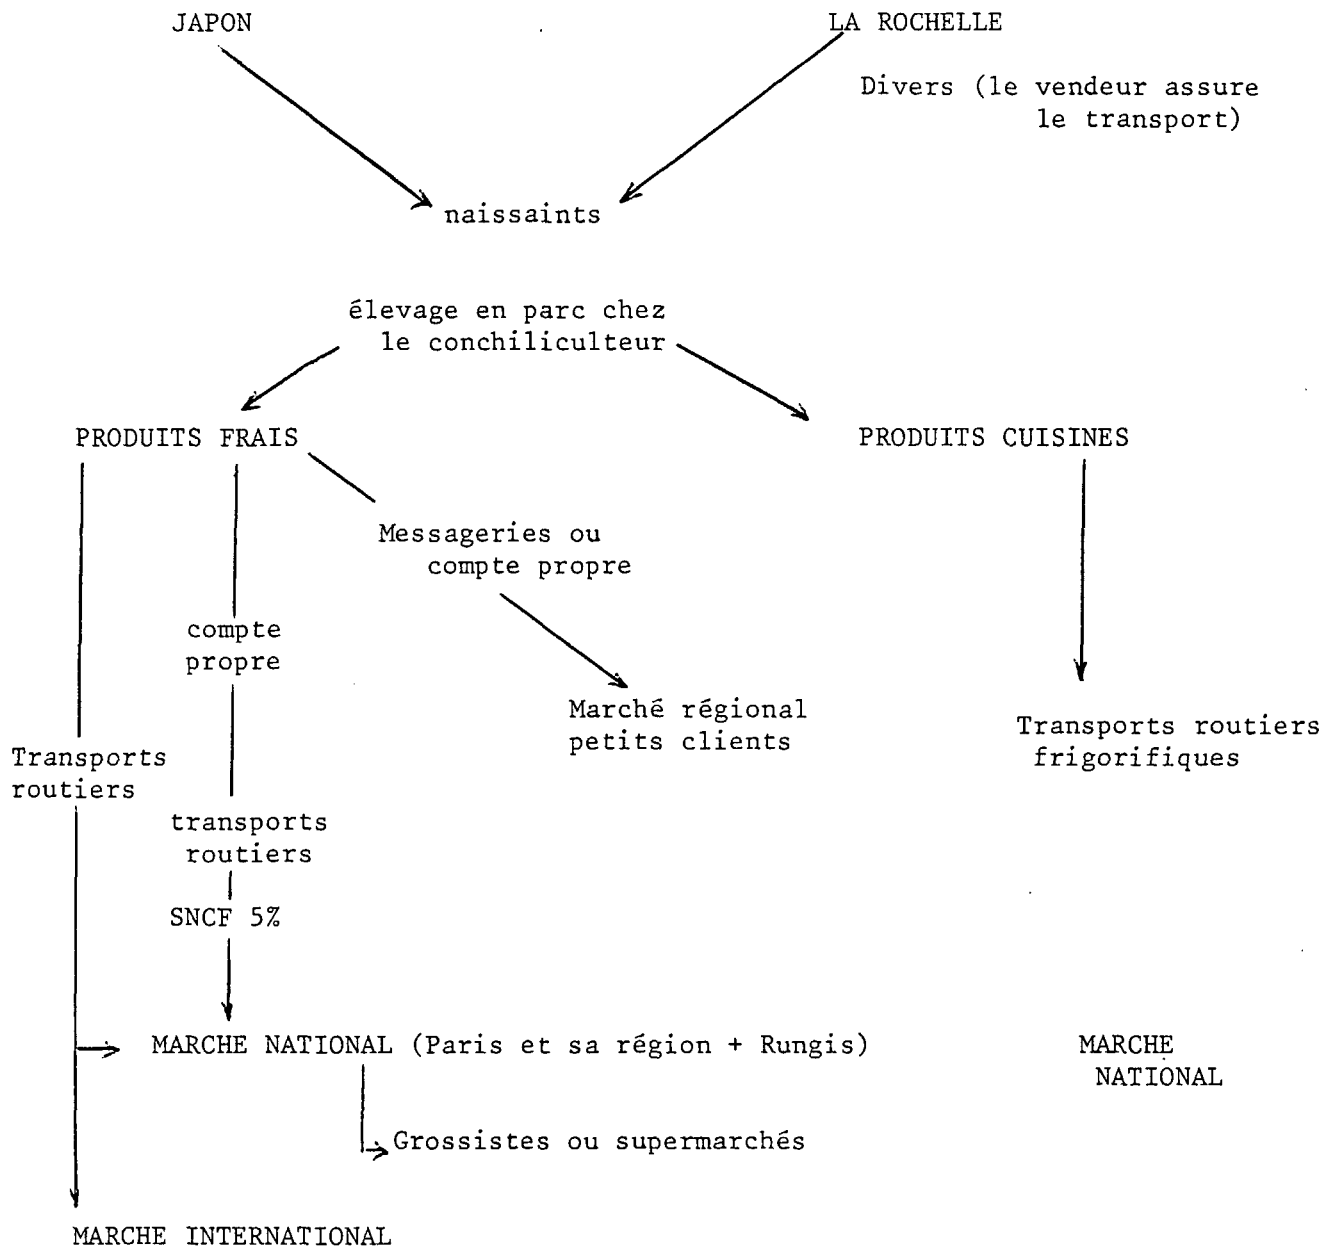 JAPON
LA ROCHELLE
Divers (le vendeur assure
le transport)
naissaints
élevage en parc chez
le conchiliculteur
PRODUITS FRAIS
PRODUITS CUISINES
Messageries ou
compte propre
compte
propre
Marché régional
petits clients
Transports routiers
frigorifiques
Transports
routiers
transports
routiers
SNCF 5%
MARCHE NATIONAL (Paris et sa région + Rungis)
MARCHE
NATIONAL
Grossistes ou supermarchés
MARCHE INTERNATIONAL